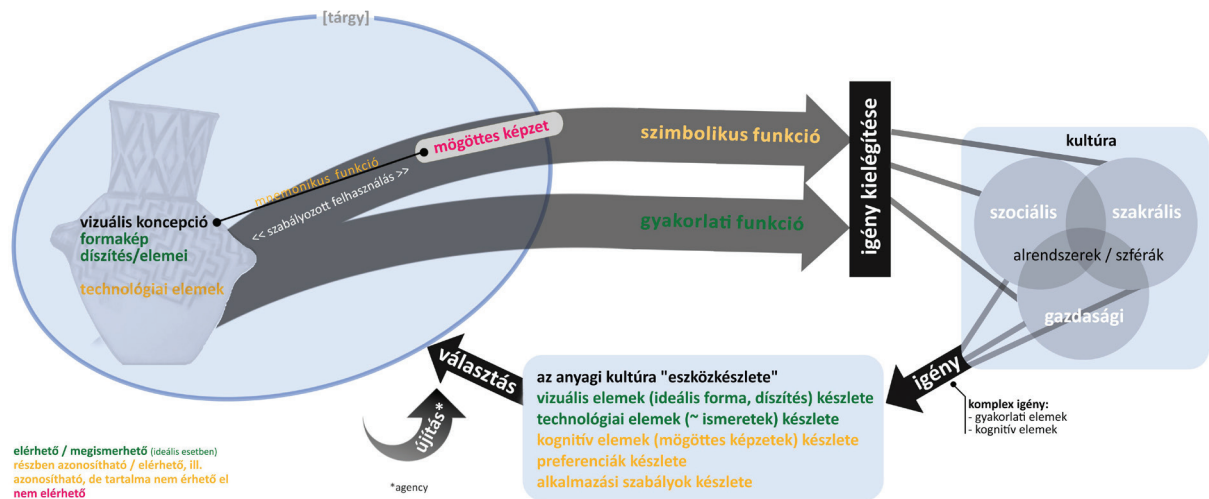 [tárgy]
mögöttes képzet
mnemonikus funkció
<< szabályozott felhasználás >>
vizuális koncepció
formakép
díszítés/elemei
technológiai elemek
szimbolikus funkció
gyakorlati funkció
igény kielégítése
kultúra
szociális
szakrális
alrendszerek / szférák
gazdasági
igény
komplex igény:
- gyakorlati elemek
- kognitív elemek
az anyagi kultúra "eszközkészlete"
vizuális elemek (ideális forma, díszítés) készlete
technológiai elemek (~ ismeretek) készlete
kognitív elemek (mögöttes képzetek) készlete
preferenciák készlete
alkalmazási szabályok készlete
választás
újítás*
*agency
elérhető / megismerhető (ideális esetben)
részben azonosítható / elérhető, ill.
azonosítható, de tartalma nem érhető el
nem elérhető